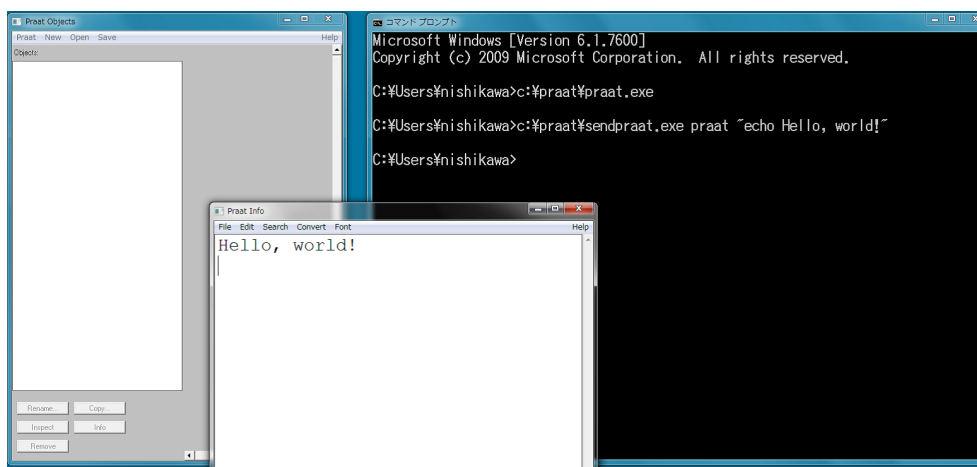 Praat Objects
Praat New Open Save Help
Objects:
Rename... Copy...
Inspect Info
Remove
コマンド プロンプト
Microsoft Windows [Version 6.1.7600]
Copyright (c) 2009 Microsoft Corporation. All rights reserved.
C:¥Users¥nishikawa>c:¥praat¥praat.exe
C:¥Users¥nishikawa>c:¥praat¥sendpraat.exe praat "echo Hello, world!"
C:¥Users¥nishikawa>
Praat Info
File Edit Search Convert Font Help
Hello, world!